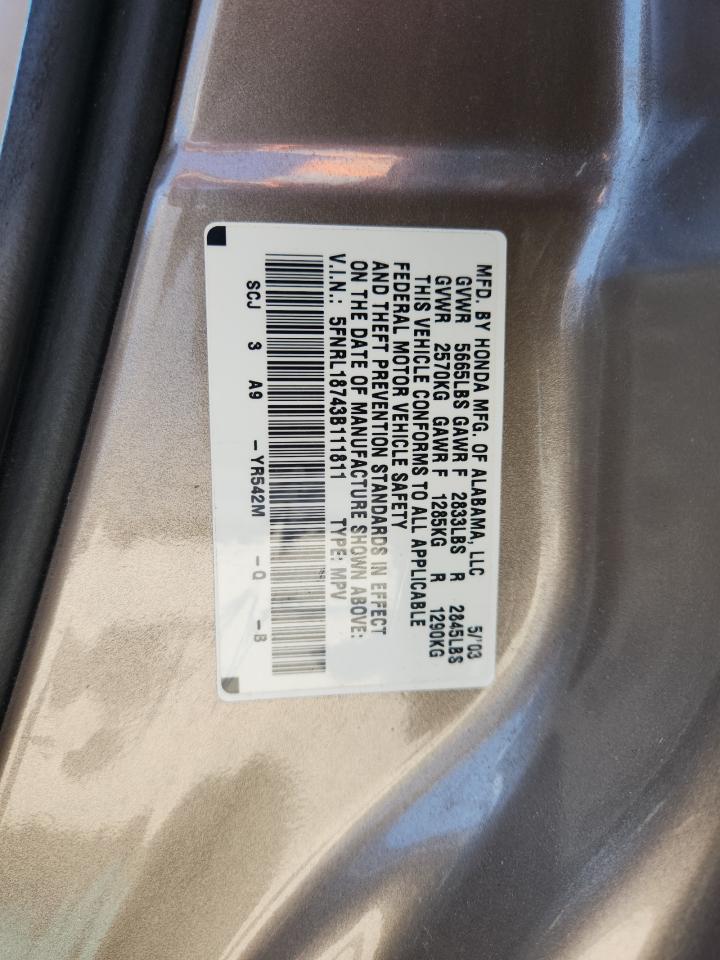 MFD. BY HONDA MFG. OF ALABAMA, LLC 5/'03
GVWR 5665LBS GAWR F 2833LBS R 2845LBS
GVWR 2570KG GAWR F 1285KG R 1290KG
THIS VEHICLE CONFORMS TO ALL APPLICABLE
FEDERAL MOTOR VEHICLE SAFETY
AND THEFT PREVENTION STANDARDS IN EFFECT
ON THE DATE OF MANUFACTURE SHOWN ABOVE:
V.I.N.: 5FNRL18743B111811 TYPE: MPV
SCJ 3 A9 -YR542M -Q -B